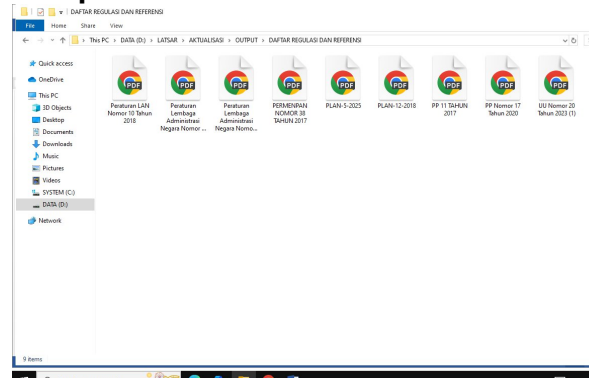 DAFTAR REGULASI DAN REFERENSI
File Home Share View
This PC > DATA (D:) > LATSAR > AKTUALISASI > OUTPUT > DAFTAR REGULASI DAN REFERENSI
Quick access
OneDrive
This PC
3D Objects
Desktop
Documents
Downloads
Music
Pictures
Videos
SYSTEM (C:)
DATA (D:)
Network
PDF
Peraturan LAN
Nomor 10 Tahun
2018
PDF
Peraturan
Lembaga
Administrasi
Negara Nomor ...
PDF
Peraturan
Lembaga
Administrasi
Negara Nomo...
PDF
PERMENPAN
NOMOR 38
TAHUN 2017
PDF
PLAN-5-2025
PDF
PLAN-12-2018
PDF
PP 11 TAHUN
2017
PDF
PP Nomor 17
Tahun 2020
PDF
UU Nomor 20
Tahun 2023 (1)
9 items